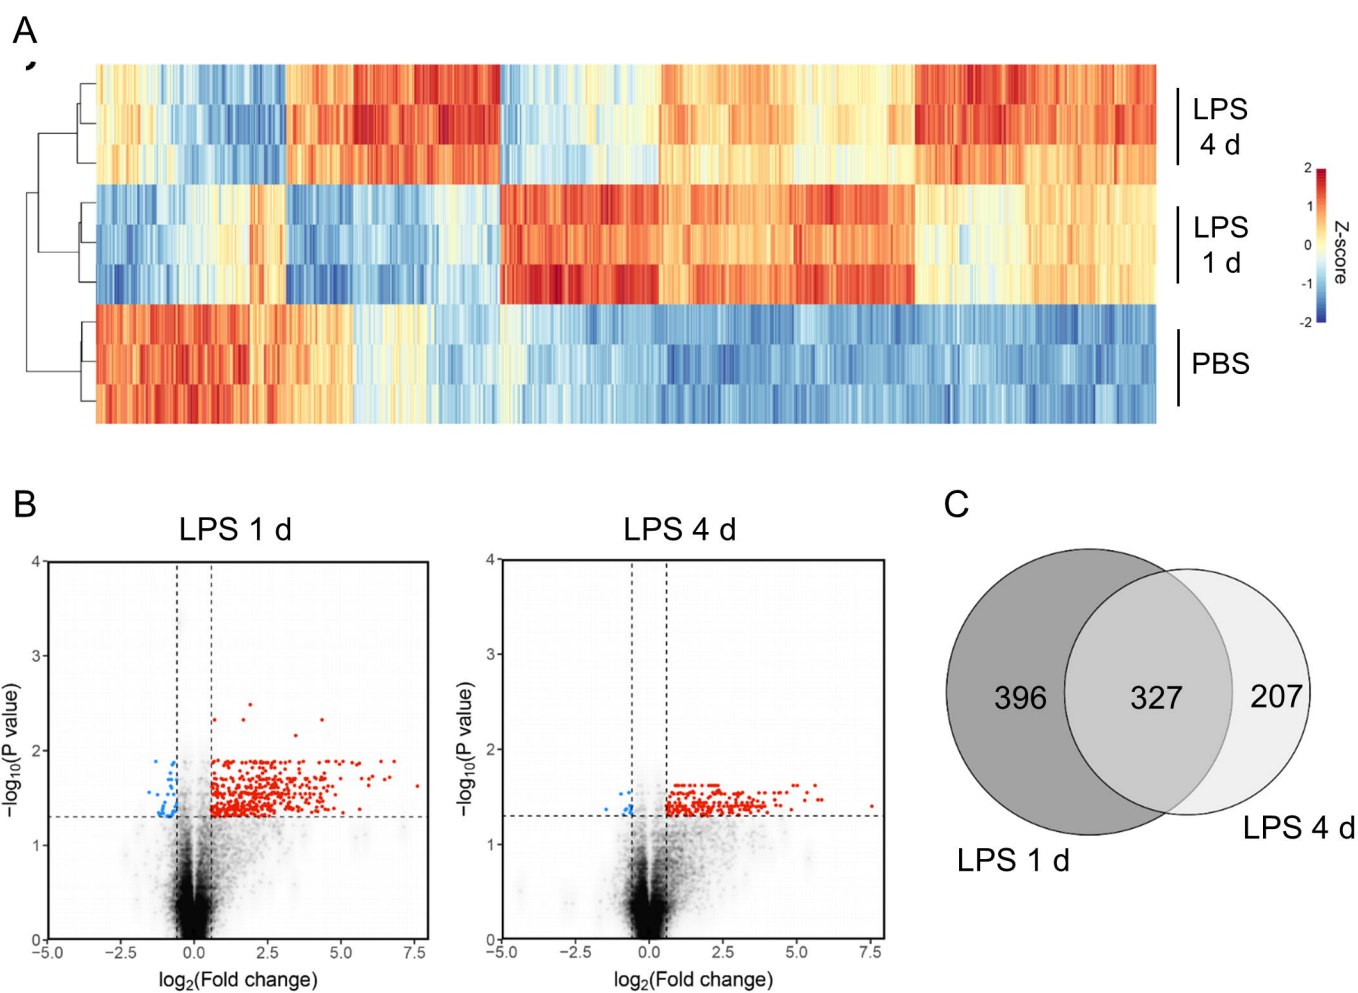 A
LPS
4 d
LPS
1 d
PBS
2
1
0
-1
-2
Z-score
B
LPS 1 d
4
3
2
1
0
−log10(P value)
−5.0 −2.5 0.0 2.5 5.0 7.5
log2(Fold change)
LPS 4 d
4
3
2
1
0
−log10(P value)
−5.0 −2.5 0.0 2.5 5.0 7.5
log2(Fold change)
C
396 327 207
LPS 4 d
LPS 1 d